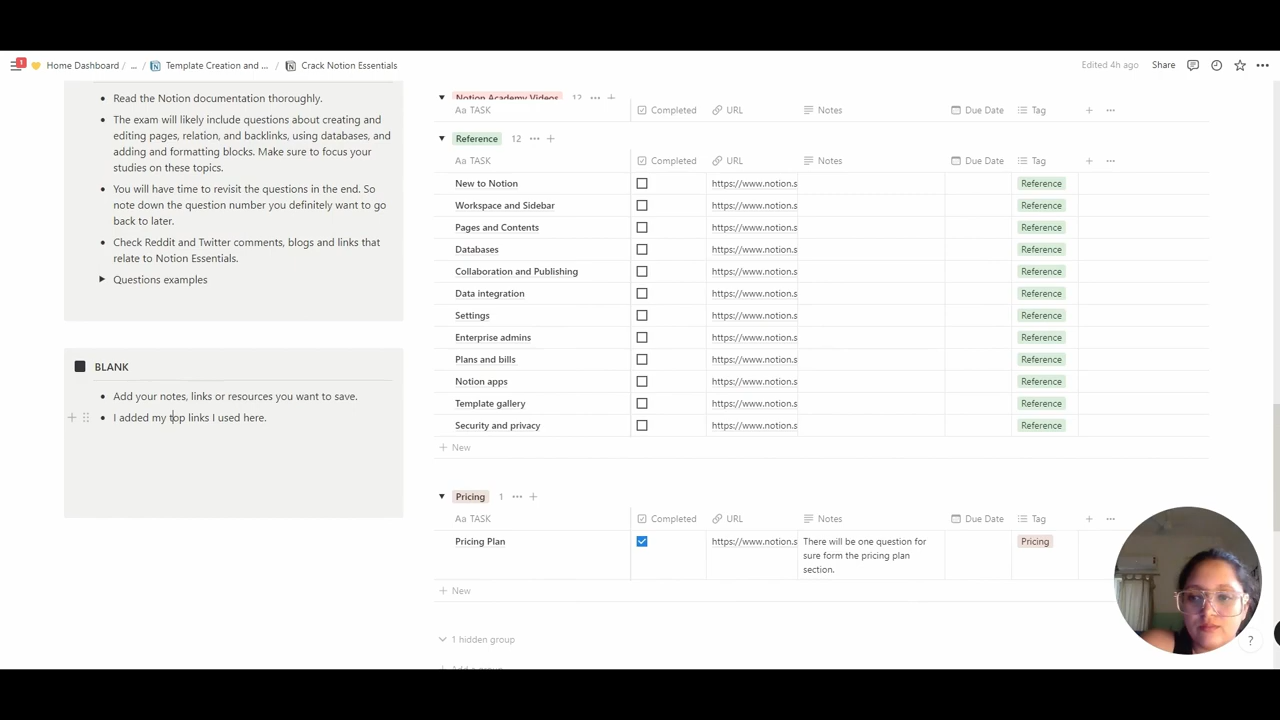 1
Home Dashboard / ... / Template Creation and ... / Crack Notion Essentials
Edited 4h ago Share
Read the Notion documentation thoroughly.
The exam will likely include questions about creating and
editing pages, relation, and backlinks, using databases,
and adding and formatting blocks. Make sure to focus your
studies on these topics.
You will have time to revisit the questions in the end. So
note down the question number you definitely want to go
back to later.
Check Reddit and Twitter comments, blogs and links that
relate to Notion Essentials.
Questions examples
BLANK
Add your notes, links or resources you want to save.
I added my top links I used here.
Notion Academy Videos 12
Aa TASK Completed URL Notes Due Date Tag
Reference 12
Aa TASK Completed URL Notes Due Date Tag
New to Notion https://www.notion.s Reference
Workspace and Sidebar https://www.notion.s Reference
Pages and Contents https://www.notion.s Reference
Databases https://www.notion.s Reference
Collaboration and Publishing https://www.notion.s Reference
Data integration https://www.notion.s Reference
Settings https://www.notion.s Reference
Enterprise admins https://www.notion.s Reference
Plans and bills https://www.notion.s Reference
Notion apps https://www.notion.s Reference
Template gallery https://www.notion.s Reference
Security and privacy https://www.notion.s Reference
+ New
Pricing 1
Aa TASK Completed URL Notes Due Date Tag
Pricing Plan https://www.notion.s There will be one question for Pricing
sure form the pricing plan
section.
+ New
1 hidden group
+ Add a group
?